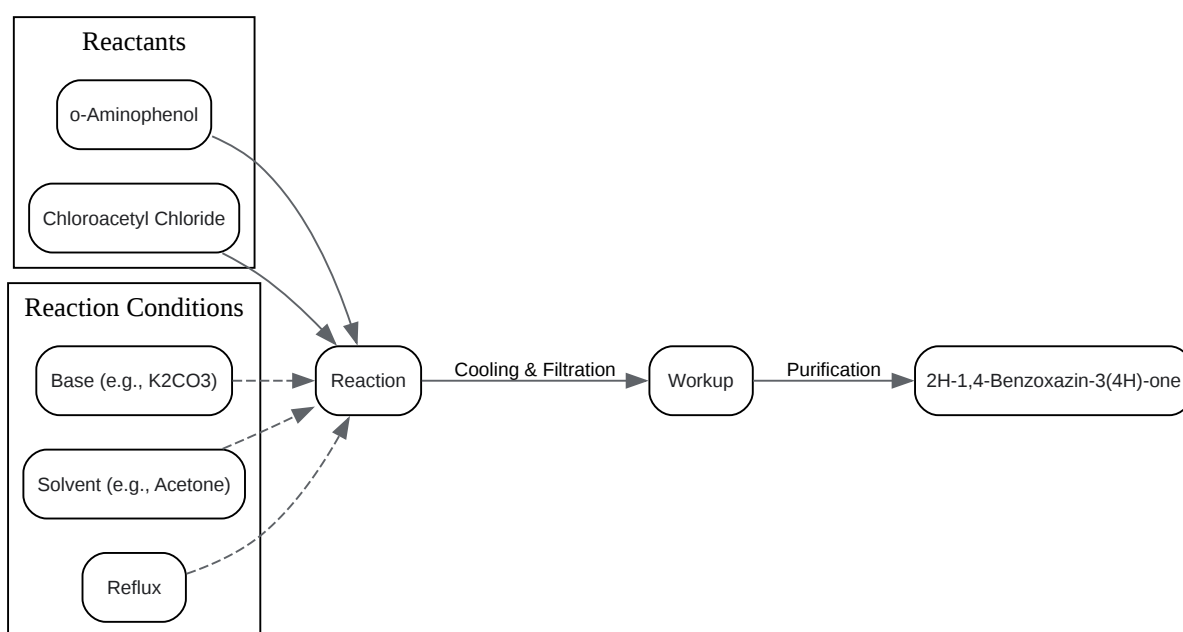 Reactants
o-Aminophenol
Chloroacetyl Chloride
Reaction Conditions
Base (e.g., K2CO3)
Solvent (e.g., Acetone)
Reflux
Reaction
Cooling & Filtration
Workup
Purification
2H-1,4-Benzoxazin-3(4H)-one